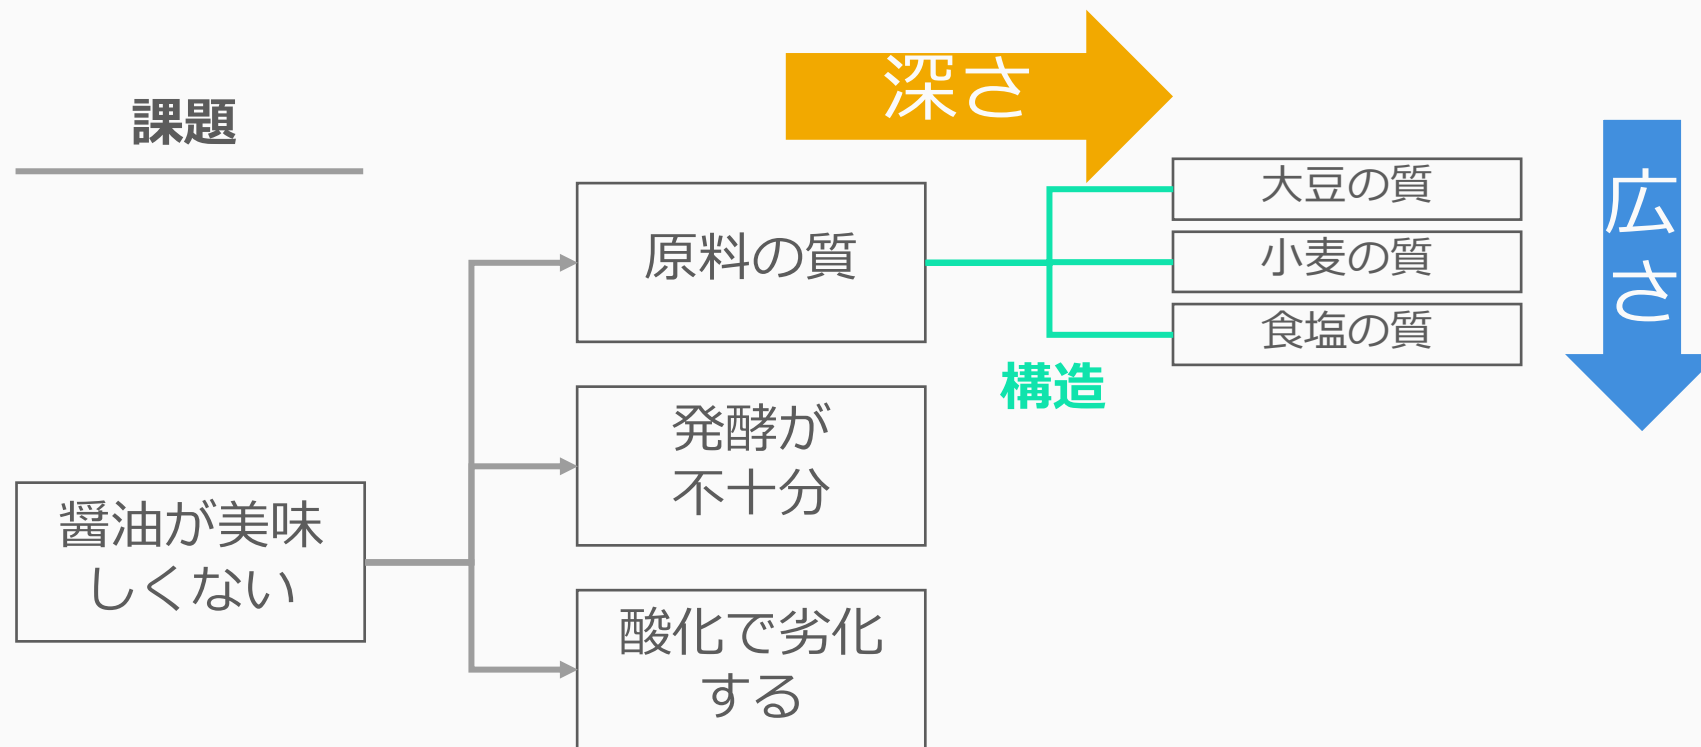 深さ
課題
広さ
大豆の質
小麦の質
食塩の質
原料の質
構造
発酵が
不十分
醤油が美味
しくない
酸化で劣化
する